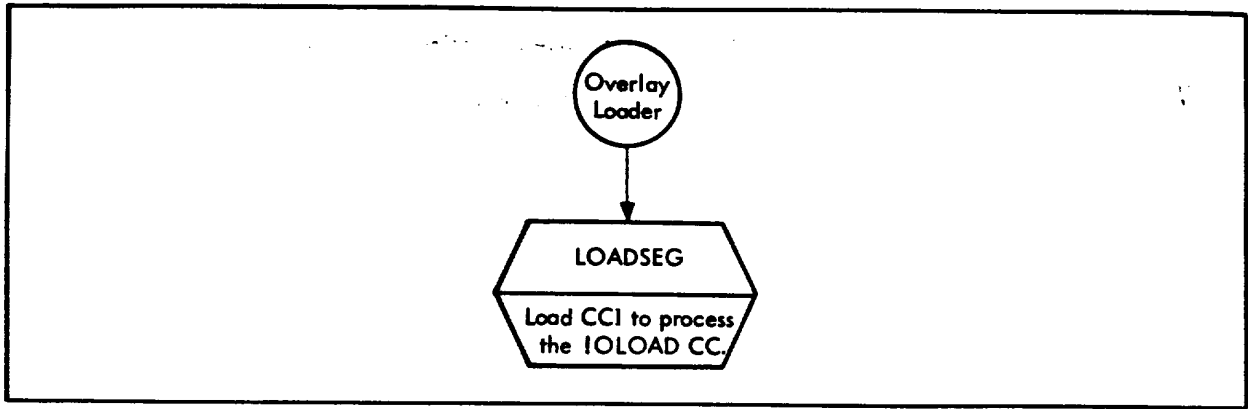 Overlay
Loader
LOADSEG
Load CCI to process
the !OLOAD CC.